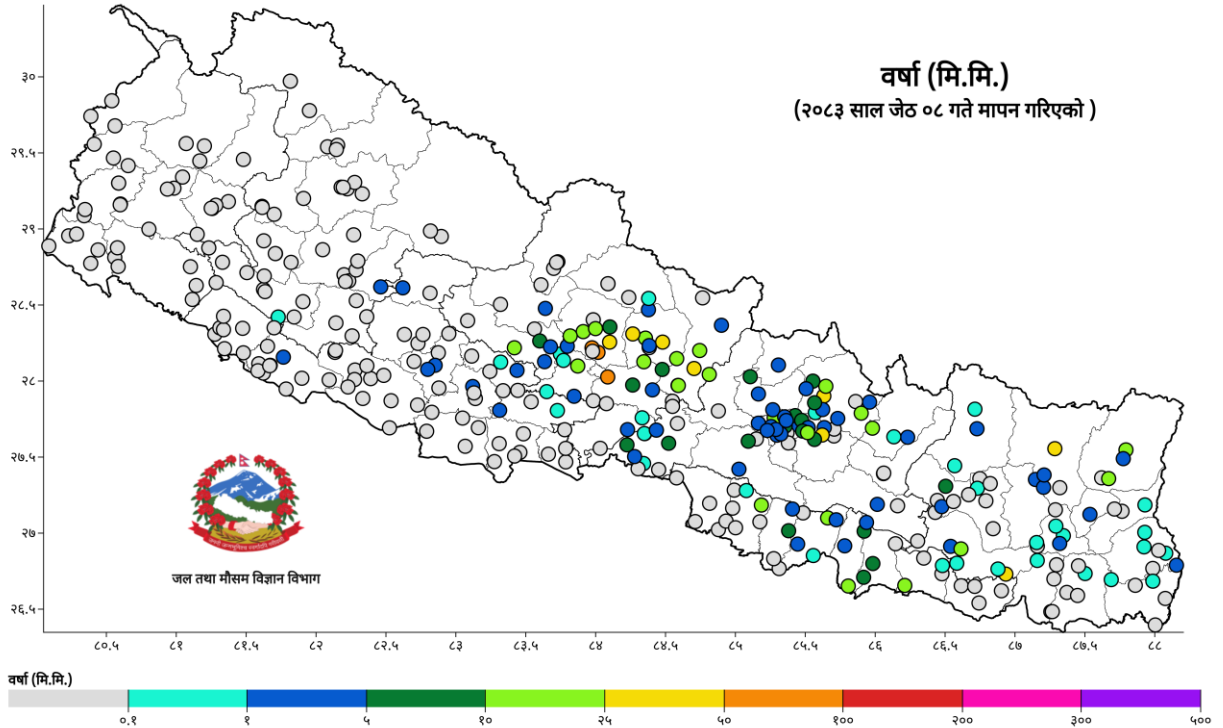 वर्षा (मि.मि.)
(२०८३ साल जेठ ०८ गते मापन गरिएको )
३०
२९.५
२९
२८.५
२८
२७.५
२७
२६.५
जल तथा मौसम विज्ञान विभाग
८०.५ ८१ ८१.५ ८२ ८२.५ ८३ ८३.५ ८४ ८४.५ ८५ ८५.५ ८६ ८६.५ ८७ ८७.५ ८८
वर्षा (मि.मि.)
०.१ १ ५ १० २५ ५० १०० २०० ३०० ५००